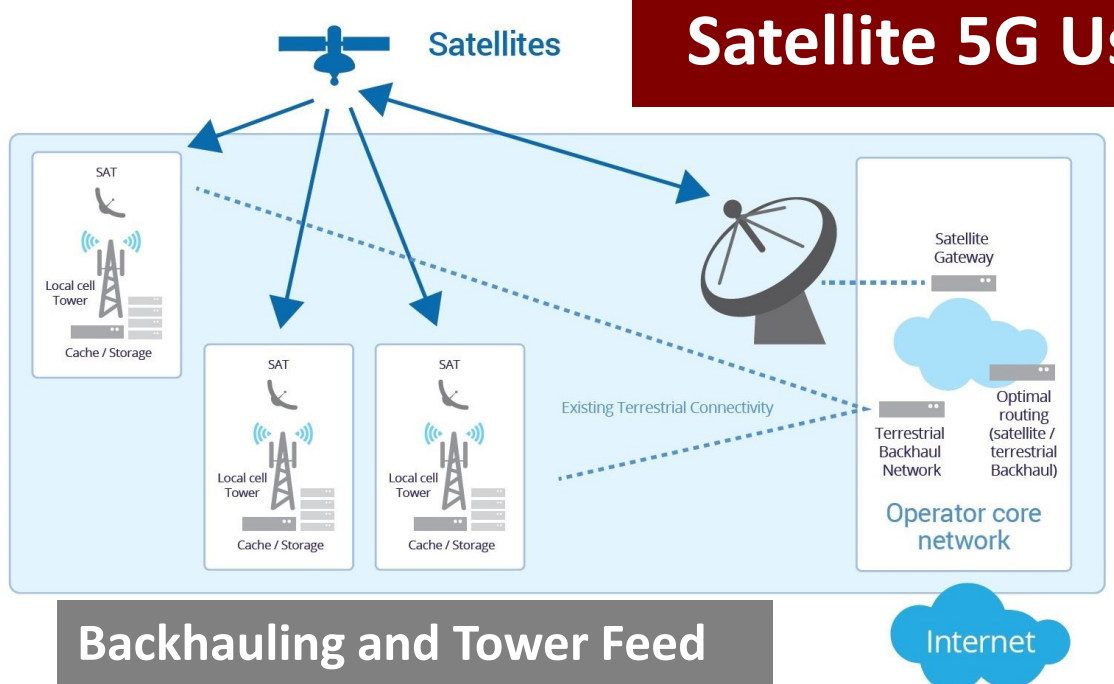 Satellites
Satellite 5G
SAT
Local cell
Tower
Cache / Storage
SAT
Local cell
Tower
Cache / Storage
SAT
Local cell
Tower
Cache / Storage
Existing Terrestrial Connectivity
Satellite
Gateway
Terrestrial
Backhaul
Network
Optimal
routing
(satellite /
terrestrial
Backhaul)
Operator core
network
Backhauling and Tower Feed
Internet